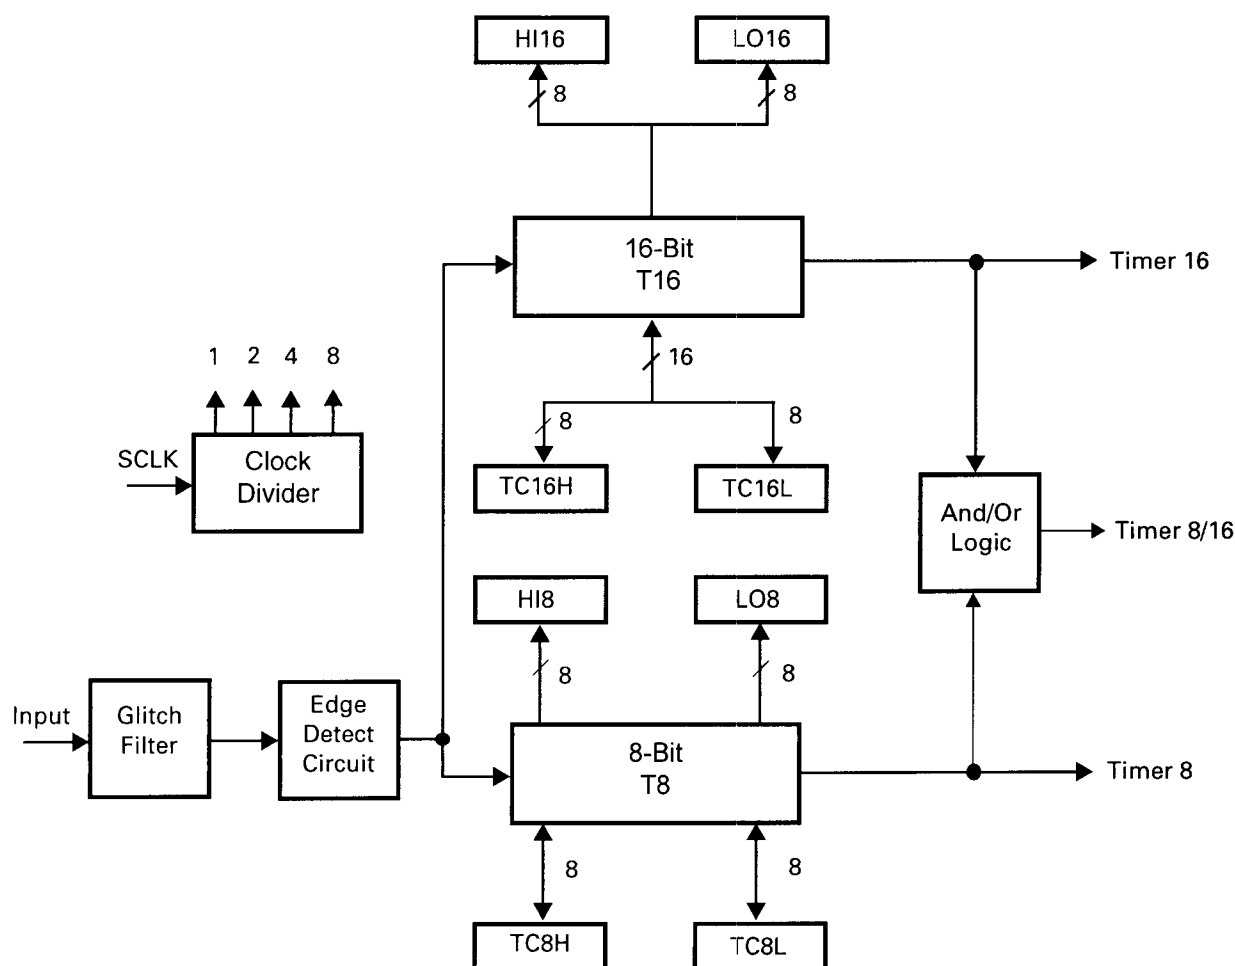 HI16
LO16
8
8
16-Bit
T16
Timer 16
16
1 2 4 8
8
8
SCLK
Clock
Divider
TC16H
TC16L
And/Or
Logic
Timer 8/16
HI8
LO8
8
8
Input
Glitch
Filter
Edge
Detect
Circuit
8-Bit
T8
Timer 8
8
8
TC8H
TC8L